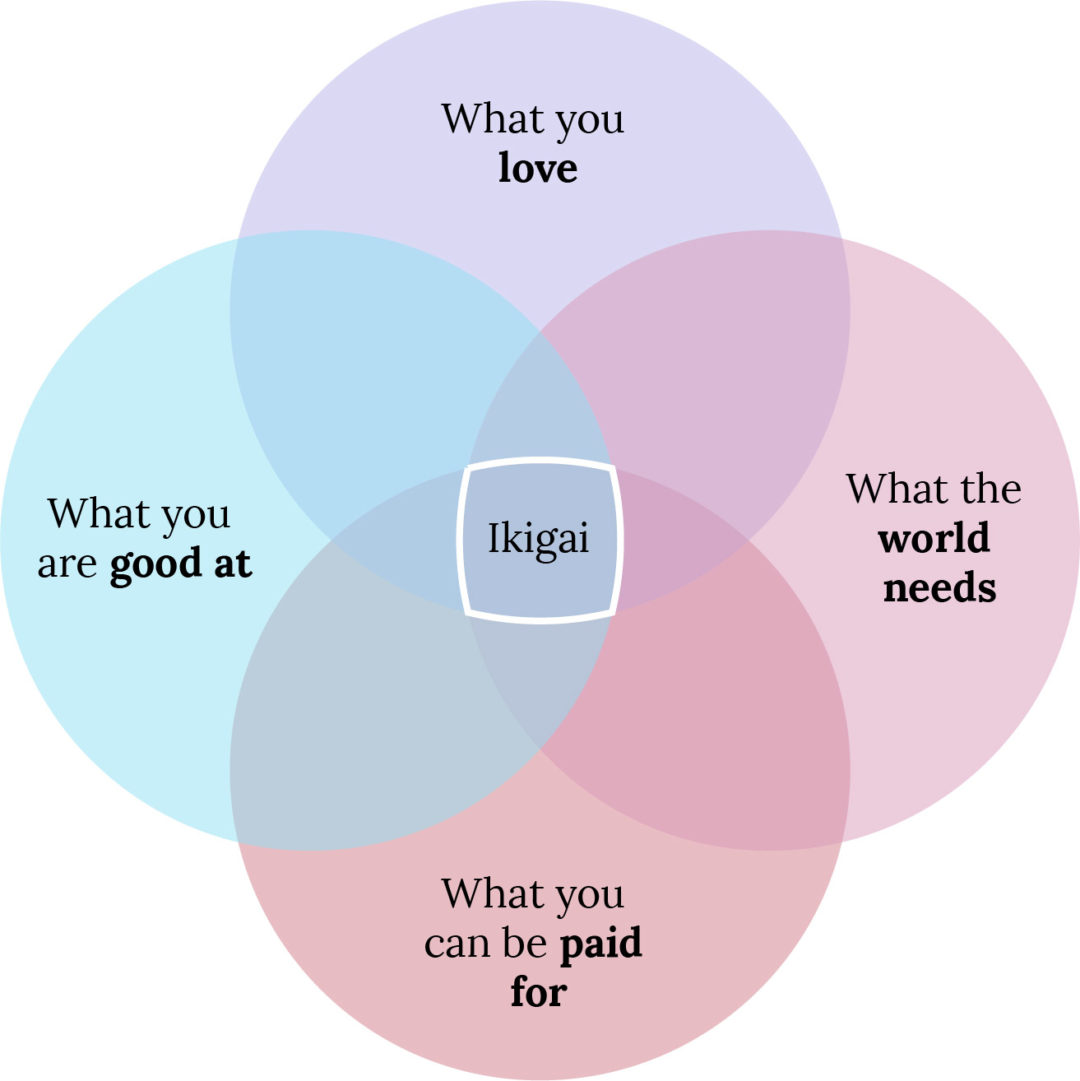 What you
love
What you
are good at
Ikigai
What the
world
needs
What you
can be paid
for